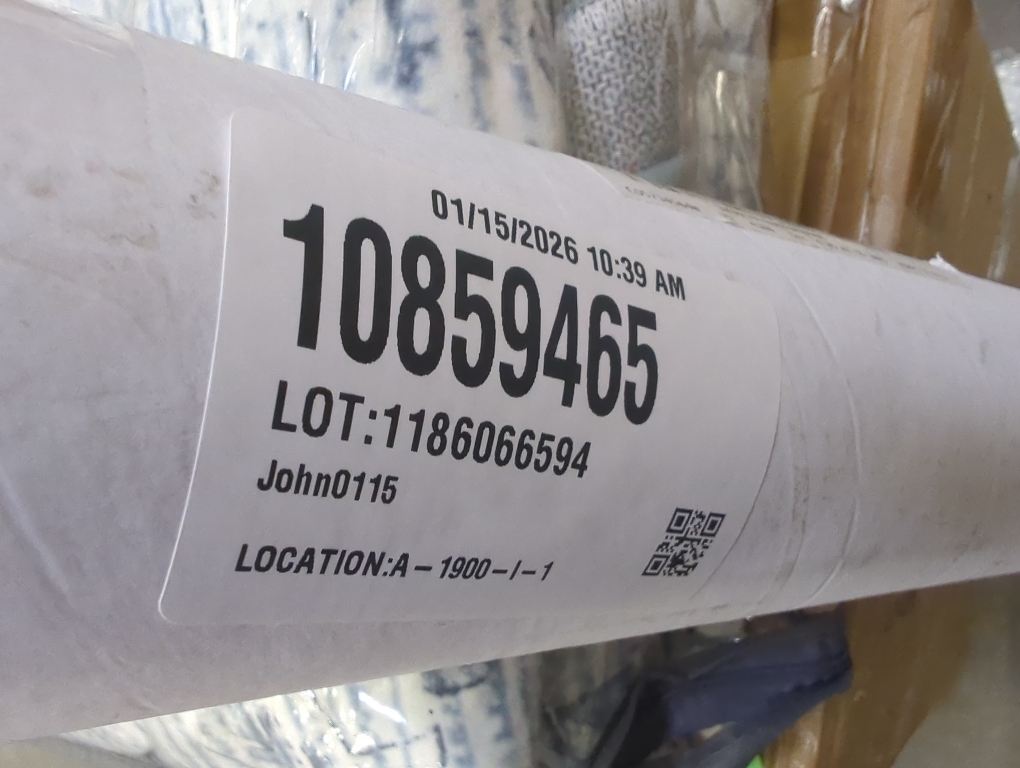 01/15/2026 10:39 AM
10859465
LOT:1186066594
John0115
LOCATION:A – 1900 – I – 1